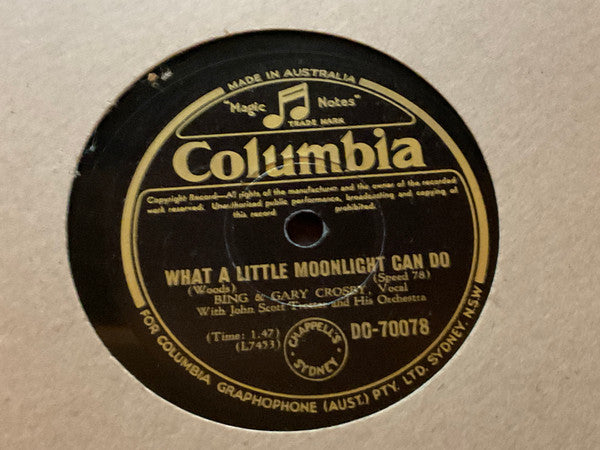 MADE IN AUSTRALIA
"Magic Notes"
TRADE MARK
Columbia
Copyright Record—All rights of the manufacturer and the owner of the recorded
work reserved. Unauthorised public performance, broadcasting and copying of
this record prohibited.
WHAT A LITTLE MOONLIGHT CAN DO
(Woods) (Speed 78)
BING & GARY CROSBY, Vocal
With John Scott Trotter and His Orchestra
(Time: 1.47)
(L7453)
CHAPPELL'S
SYDNEY
DO-70078
FOR COLUMBIA GRAPHOPHONE (AUST.) PTY. LTD. SYDNEY. N.S.W